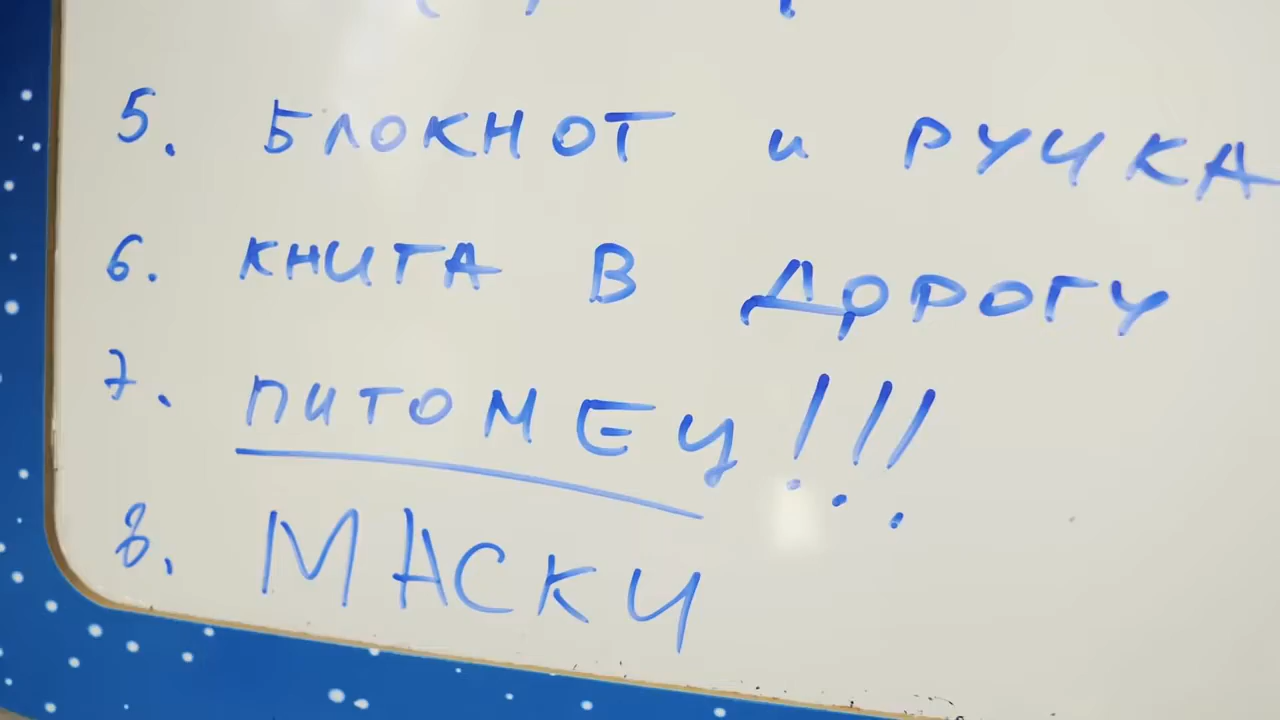 5. БЛОКНОТ и РУЧКА
6. КНИГА В ДОРОГУ
7. ПИТОМЕЦ!!!
8. МАСКИ